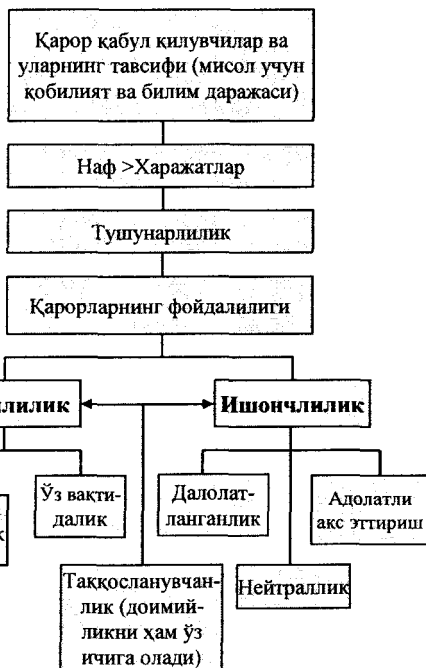 Қарор қабул қилувчилар ва
уларнинг тавсифи (мисол учун
қобилият ва билим даражаси)
Наф >Харажатлар
Тушунарлилик
Қарорларнинг фойдалилиги
Ишончлилик
Ўз вақти-
далик
Далолат-
ланганлик
Адолатли
акс эттириш
Таққосланувчан-
лик (доимий-
ликни ҳам ўз
ичига олади)
Нейтраллик